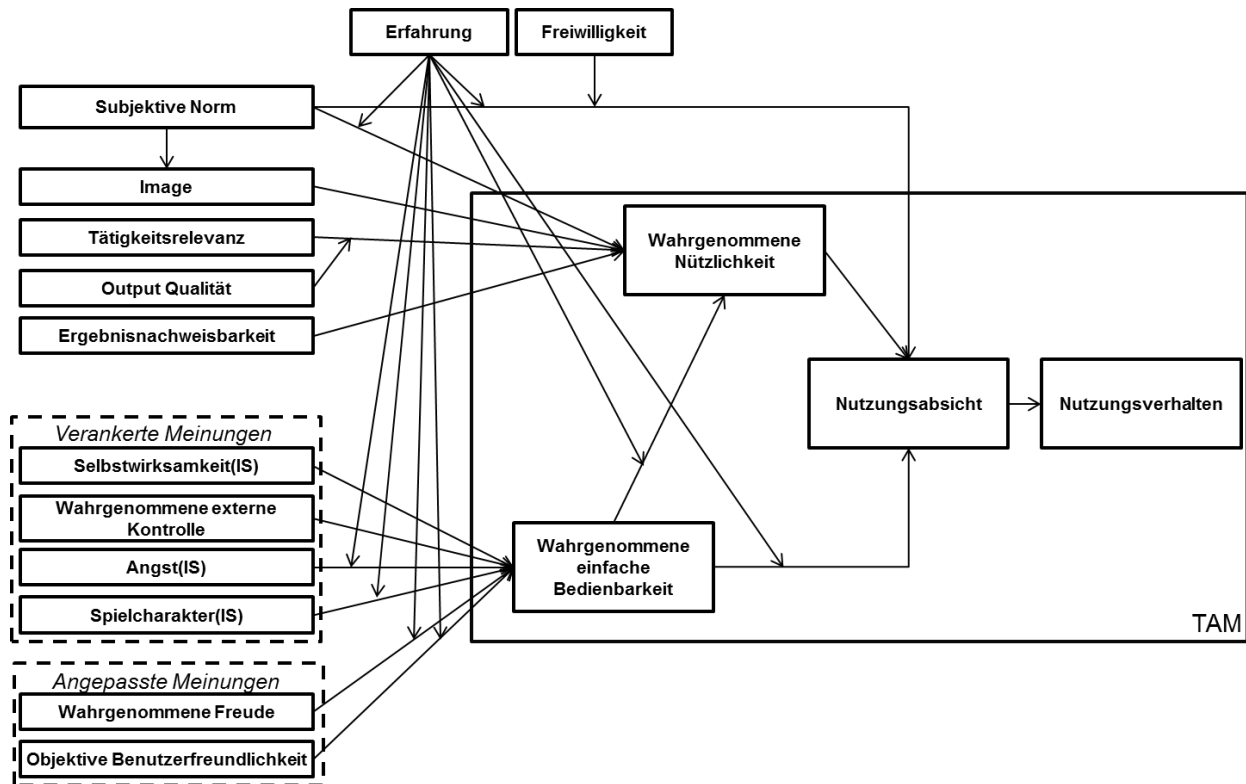 Erfahrung
Freiwilligkeit
Subjektive Norm
Image
Tätigkeitsrelevanz
Output Qualität
Ergebnisnachweisbarkeit
Wahrgenommene
Nützlichkeit
Nutzungsabsicht
Nutzungsverhalten
Verankerte Meinungen
Selbstwirksamkeit(IS)
Wahrgenommene externe
Kontrolle
Angst(IS)
Spielcharakter(IS)
Wahrgenommene
einfache
Bedienbarkeit
TAM
Angepasste Meinungen
Wahrgenommene Freude
Objektive Benutzerfreundlichkeit